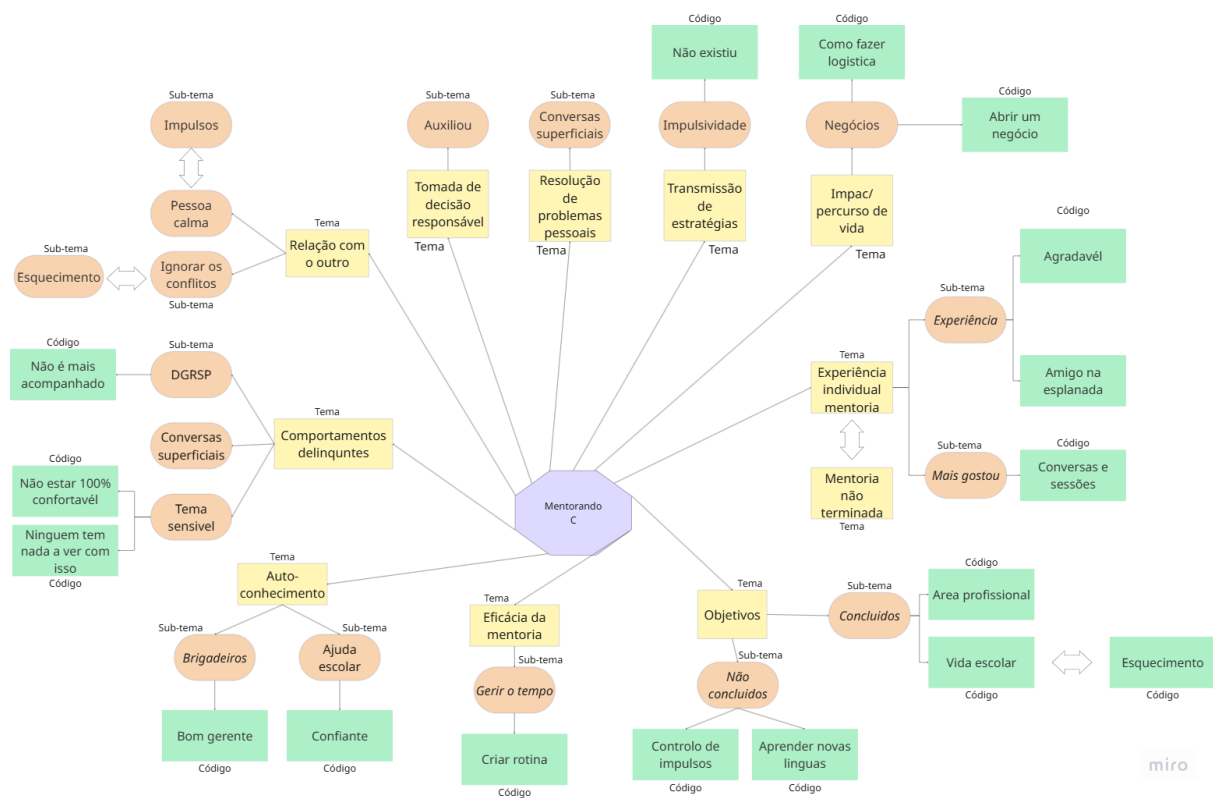 Código
Não existiu
Código
Como fazer
logistica
Sub-tema
Impulsos
Sub-tema
Auxiliou
Sub-tema
Conversas
superficiais
Impulsividade
Negócios
Código
Abrir um
negócio
Pessoa
calma
Tomada de
decisão
responsável
Tema
Resolução
de
problemas
pessoais
Tema
Transmissão
de
estratégias
Tema
Impac/
percurso de
vida
Tema
Tema
Relação com
o outro
Sub-tema
Esquecimento
Ignorar os
conflitos
Sub-tema
Código
Agradavél
Sub-tema
Experiência
Código
Não é mais
acompanhado
Sub-tema
DGRSP
Tema
Experiência
individual
mentoria
Amigo na
esplanada
Tema
Comportamentos
delinquntes
Conversas
superficiais
Sub-tema
Mais gostou
Código
Conversas e
sessões
Código
Não estar 100%
confortavél
Tema
sensivel
Ninguem tem
nada a ver com
isso
Código
Mentoria
não
terminada
Tema
Mentorando
C
Tema
Auto-
conhecimento
Tema
Eficácia da
mentoria
Tema
Objetivos
Sub-tema
Concluidos
Código
Area profissional
Sub-tema
Brigadeiros
Sub-tema
Ajuda
escolar
Sub-tema
Gerir o tempo
Sub-tema
Não
concluidos
Vida escolar
Código
Esquecimento
Código
Bom gerente
Código
Confiante
Código
Criar rotina
Código
Controlo de
impulsos
Código
Aprender novas
linguas
Código
miro